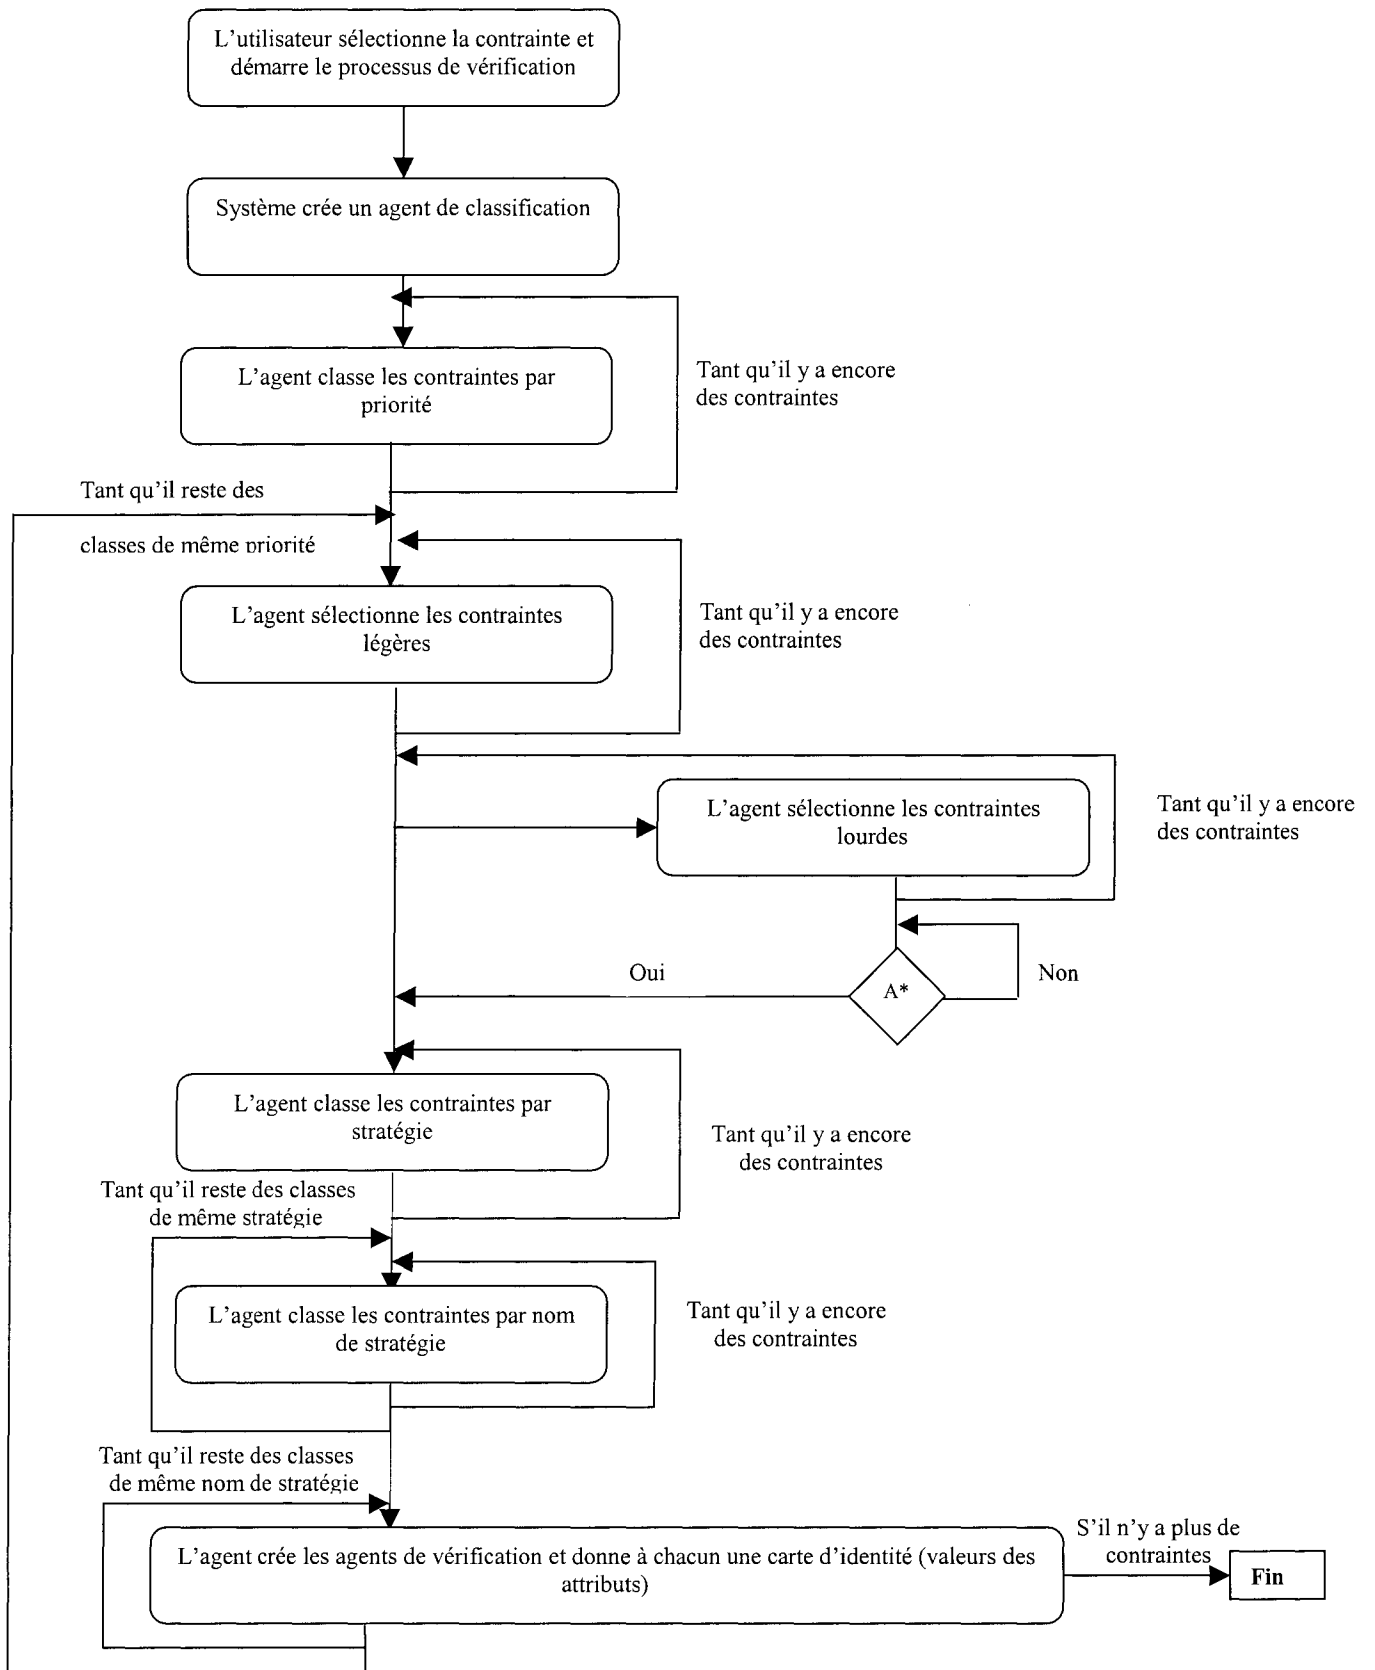 L'utilisateur sélectionne la contrainte et
démarre le processus de vérification
Système crée un agent de classification
L'agent classe les contraintes par
priorité
Tant qu'il y a encore
des contraintes
Tant qu'il reste des
classes de même priorité
L'agent sélectionne les contraintes
légères
Tant qu'il y a encore
des contraintes
L'agent sélectionne les contraintes
lourdes
Tant qu'il y a encore
des contraintes
Oui
A*
Non
L'agent classe les contraintes par
stratégie
Tant qu'il y a encore
des contraintes
Tant qu'il reste des classes
de même stratégie
L'agent classe les contraintes par nom
de stratégie
Tant qu'il y a encore
des contraintes
Tant qu'il reste des classes
de même nom de stratégie
L'agent crée les agents de vérification et donne à chacun une carte d'identité (valeurs des
attributs)
S'il n'y a plus de
contraintes
Fin